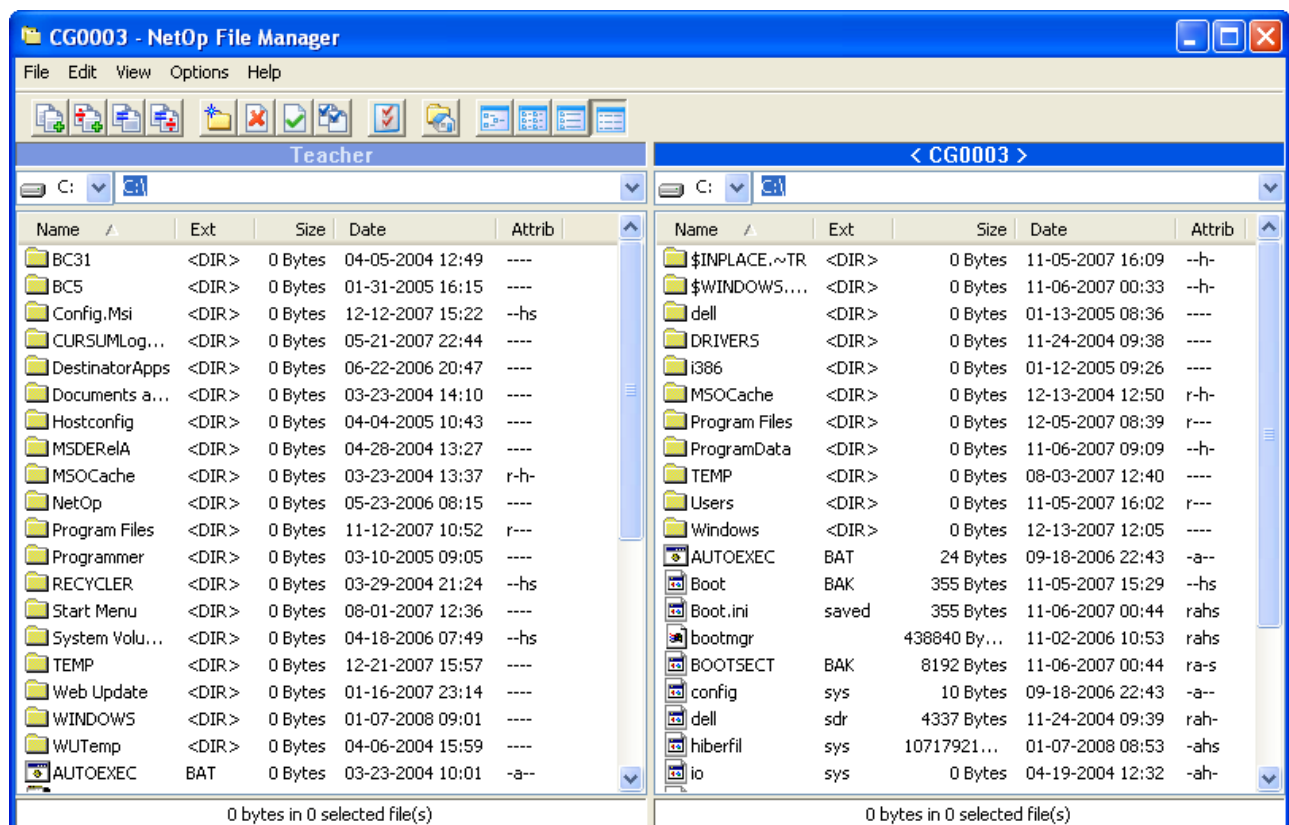 CG0003 - NetOp File Manager
File Edit View Options Help
Teacher
C: C:\
Name Ext Size Date Attrib
BC31 <DIR> 0 Bytes 04-05-2004 12:49 ----
BC5 <DIR> 0 Bytes 01-31-2005 16:15 ----
Config.Msi <DIR> 0 Bytes 12-12-2007 15:22 --hs
CURSUMLog... <DIR> 0 Bytes 05-21-2007 22:44 ----
DestinatorApps <DIR> 0 Bytes 06-22-2006 20:47 ----
Documents a... <DIR> 0 Bytes 03-23-2004 14:10 ----
Hostconfig <DIR> 0 Bytes 04-04-2005 10:43 ----
MSDERelA <DIR> 0 Bytes 04-28-2004 13:27 ----
MSOCache <DIR> 0 Bytes 03-23-2004 13:37 r-h-
NetOp <DIR> 0 Bytes 05-23-2006 08:15 ----
Program Files <DIR> 0 Bytes 11-12-2007 10:52 r---
Programmer <DIR> 0 Bytes 03-10-2005 09:05 ----
RECYCLER <DIR> 0 Bytes 03-29-2004 21:24 --hs
Start Menu <DIR> 0 Bytes 08-01-2007 12:36 ----
System Volu... <DIR> 0 Bytes 04-18-2006 07:49 --hs
TEMP <DIR> 0 Bytes 12-21-2007 15:57 ----
Web Update <DIR> 0 Bytes 01-16-2007 23:14 ----
WINDOWS <DIR> 0 Bytes 01-07-2008 09:01 ----
WUTemp <DIR> 0 Bytes 04-06-2004 15:59 ----
AUTOEXEC BAT 0 Bytes 03-23-2004 10:01 -a--
0 bytes in 0 selected file(s)
< CG0003 >
C: C:\
Name Ext Size Date Attrib
$INPLACE.~TR <DIR> 0 Bytes 11-05-2007 16:09 --h-
$WINDOWS.... <DIR> 0 Bytes 11-06-2007 00:33 --h-
dell <DIR> 0 Bytes 01-13-2005 08:36 ----
DRIVERS <DIR> 0 Bytes 11-24-2004 09:38 ----
i386 <DIR> 0 Bytes 01-12-2005 09:26 ----
MSOCache <DIR> 0 Bytes 12-13-2004 12:50 r-h-
Program Files <DIR> 0 Bytes 12-05-2007 08:39 r---
ProgramData <DIR> 0 Bytes 11-06-2007 09:09 --h-
TEMP <DIR> 0 Bytes 08-03-2007 12:40 ----
Users <DIR> 0 Bytes 11-05-2007 16:02 r---
Windows <DIR> 0 Bytes 12-13-2007 12:05 ----
AUTOEXEC BAT 24 Bytes 09-18-2006 22:43 -a--
Boot BAK 355 Bytes 11-05-2007 15:29 --hs
Boot.ini saved 355 Bytes 11-06-2007 00:44 rahs
bootmgr 438840 By... 11-02-2006 10:53 rahs
BOOTSECT BAK 8192 Bytes 11-06-2007 00:44 ra-s
config sys 10 Bytes 09-18-2006 22:43 -a--
dell sdr 4337 Bytes 11-24-2004 09:39 rah-
hiberfil sys 10717921... 01-07-2008 08:53 -ahs
io sys 0 Bytes 04-19-2004 12:32 -ah-
0 bytes in 0 selected file(s)